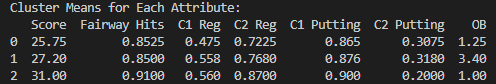 Cluster Means for Each Attribute:
Score Fairway Hits C1 Reg C2 Reg C1 Putting C2 Putting OB
0 25.75 0.8525 0.475 0.7225 0.865 0.3075 1.25
1 27.20 0.8500 0.558 0.7680 0.876 0.3180 3.40
2 31.00 0.9100 0.560 0.8700 0.900 0.2000 1.00